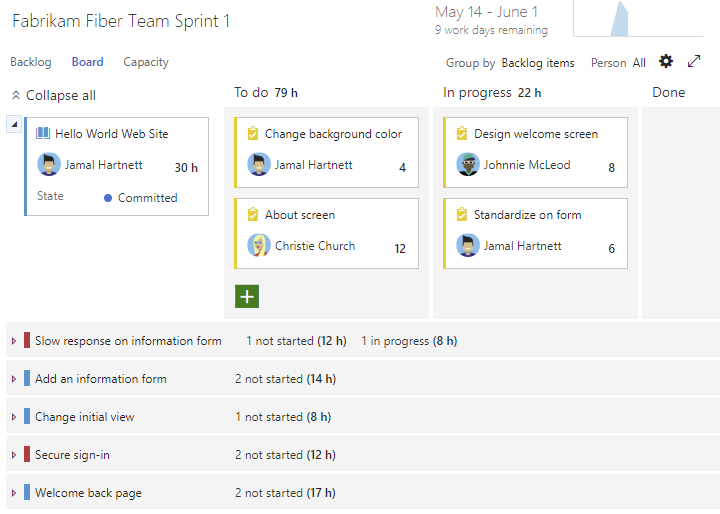 Fabrikam Fiber Team Sprint 1
May 14 - June 1
9 work days remaining
Backlog Board Capacity
Group by Backlog items Person All
Collapse all
To do 79 h
In progress 22 h
Done
Hello World Web Site
Jamal Hartnett 30 h
State Committed
Change background color
Jamal Hartnett 4
About screen
Christie Church 12
Design welcome screen
Johnnie McLeod 8
Standardize on form
Jamal Hartnett 6
Slow response on information form 1 not started (12 h) 1 in progress (8 h)
Add an information form 2 not started (14 h)
Change initial view 1 not started (8 h)
Secure sign-in 2 not started (12 h)
Welcome back page 2 not started (17 h)